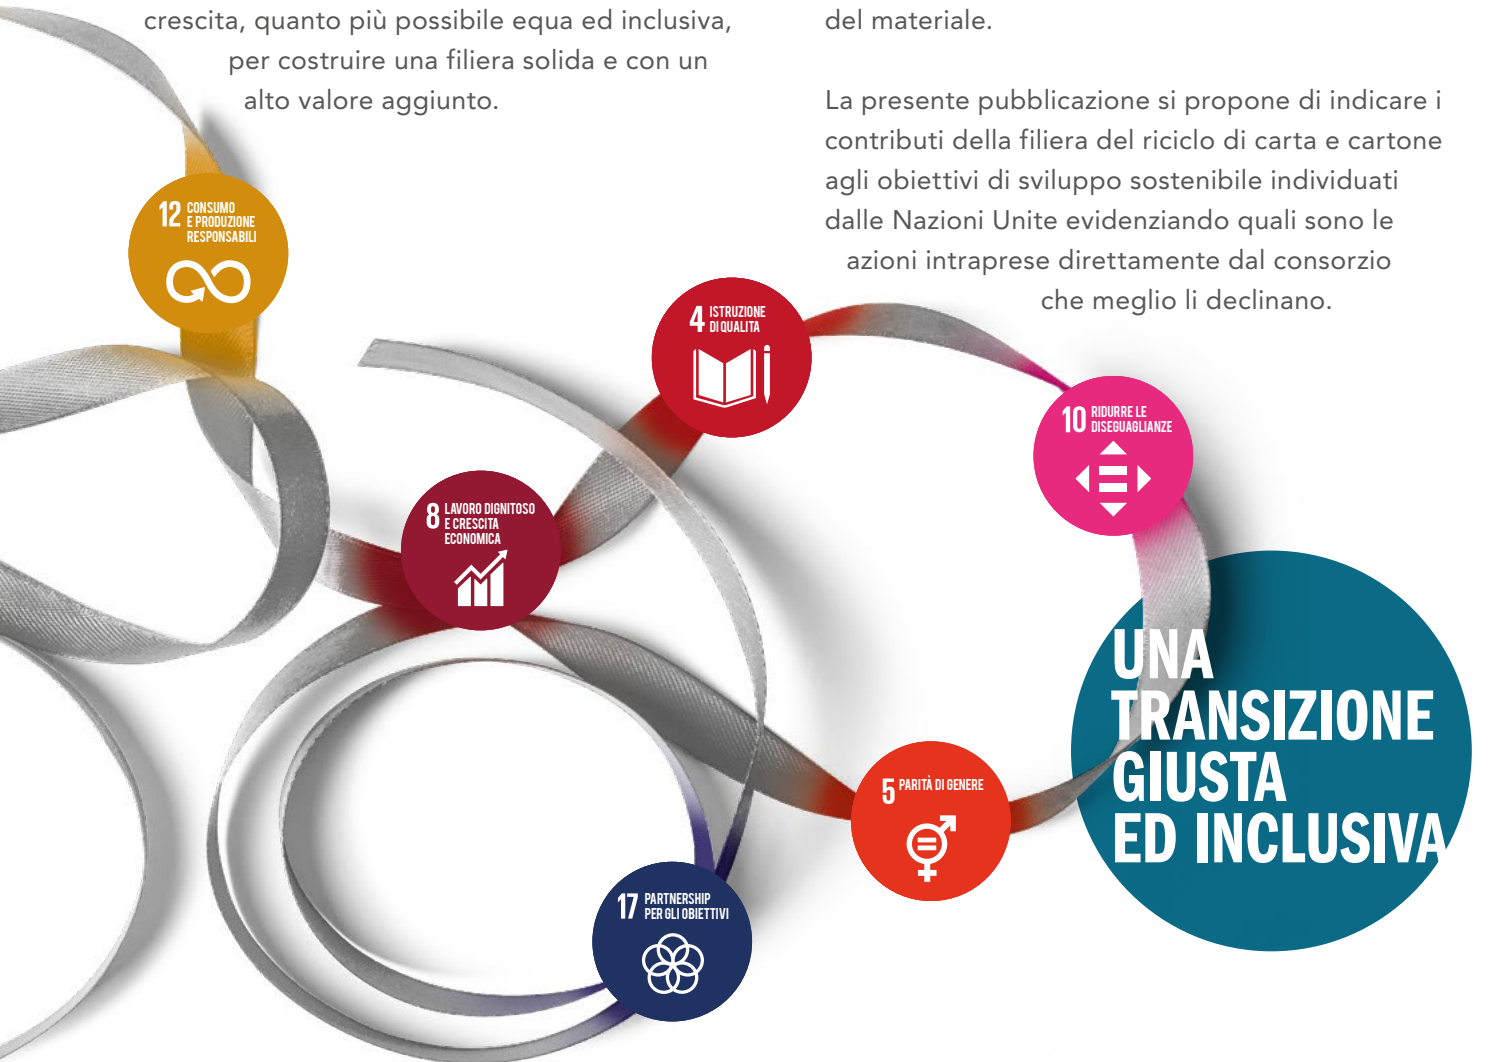 crescita, quanto più possibile equa ed inclusiva,
per costruire una filiera solida e con un
alto valore aggiunto.
del materiale.
La presente pubblicazione si propone di indicare i
contributi della filiera del riciclo di carta e cartone
agli obiettivi di sviluppo sostenibile individuati
dalle Nazioni Unite evidenziando quali sono le
azioni intraprese direttamente dal consorzio
che meglio li declinano.
12 CONSUMO
E PRODUZIONE
RESPONSABILI
4 ISTRUZIONE
DI QUALITA
10 RIDURRE LE
DISEGUAGLIANZE
8 LAVORO DIGNITOSO
E CRESCITA
ECONOMICA
UNA
TRANSIZIONE
GIUSTA
ED INCLUSIVA
5 PARITÀ DI GENERE
17 PARTNERSHIP
PER GLI OBIETTIVI